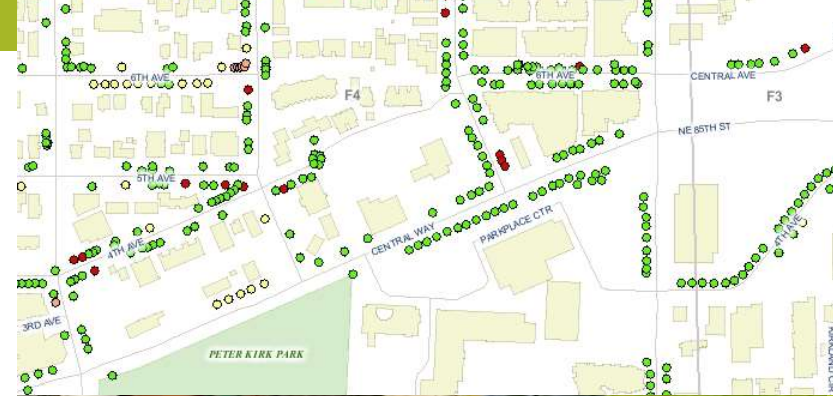 6TH AVE
6TH AVE
CENTRAL AVE
F4
F3
NE 85TH ST
5TH AVE
PARKPLACE CTR
4TH AVE
CENTRAL WAY
4TH AVE
3RD AVE
PETER KIRK PARK